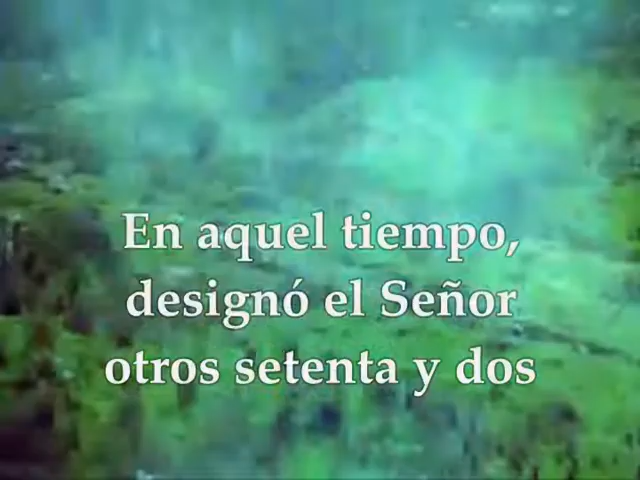 En aquel tiempo,
designó el Señor
otros setenta y dos